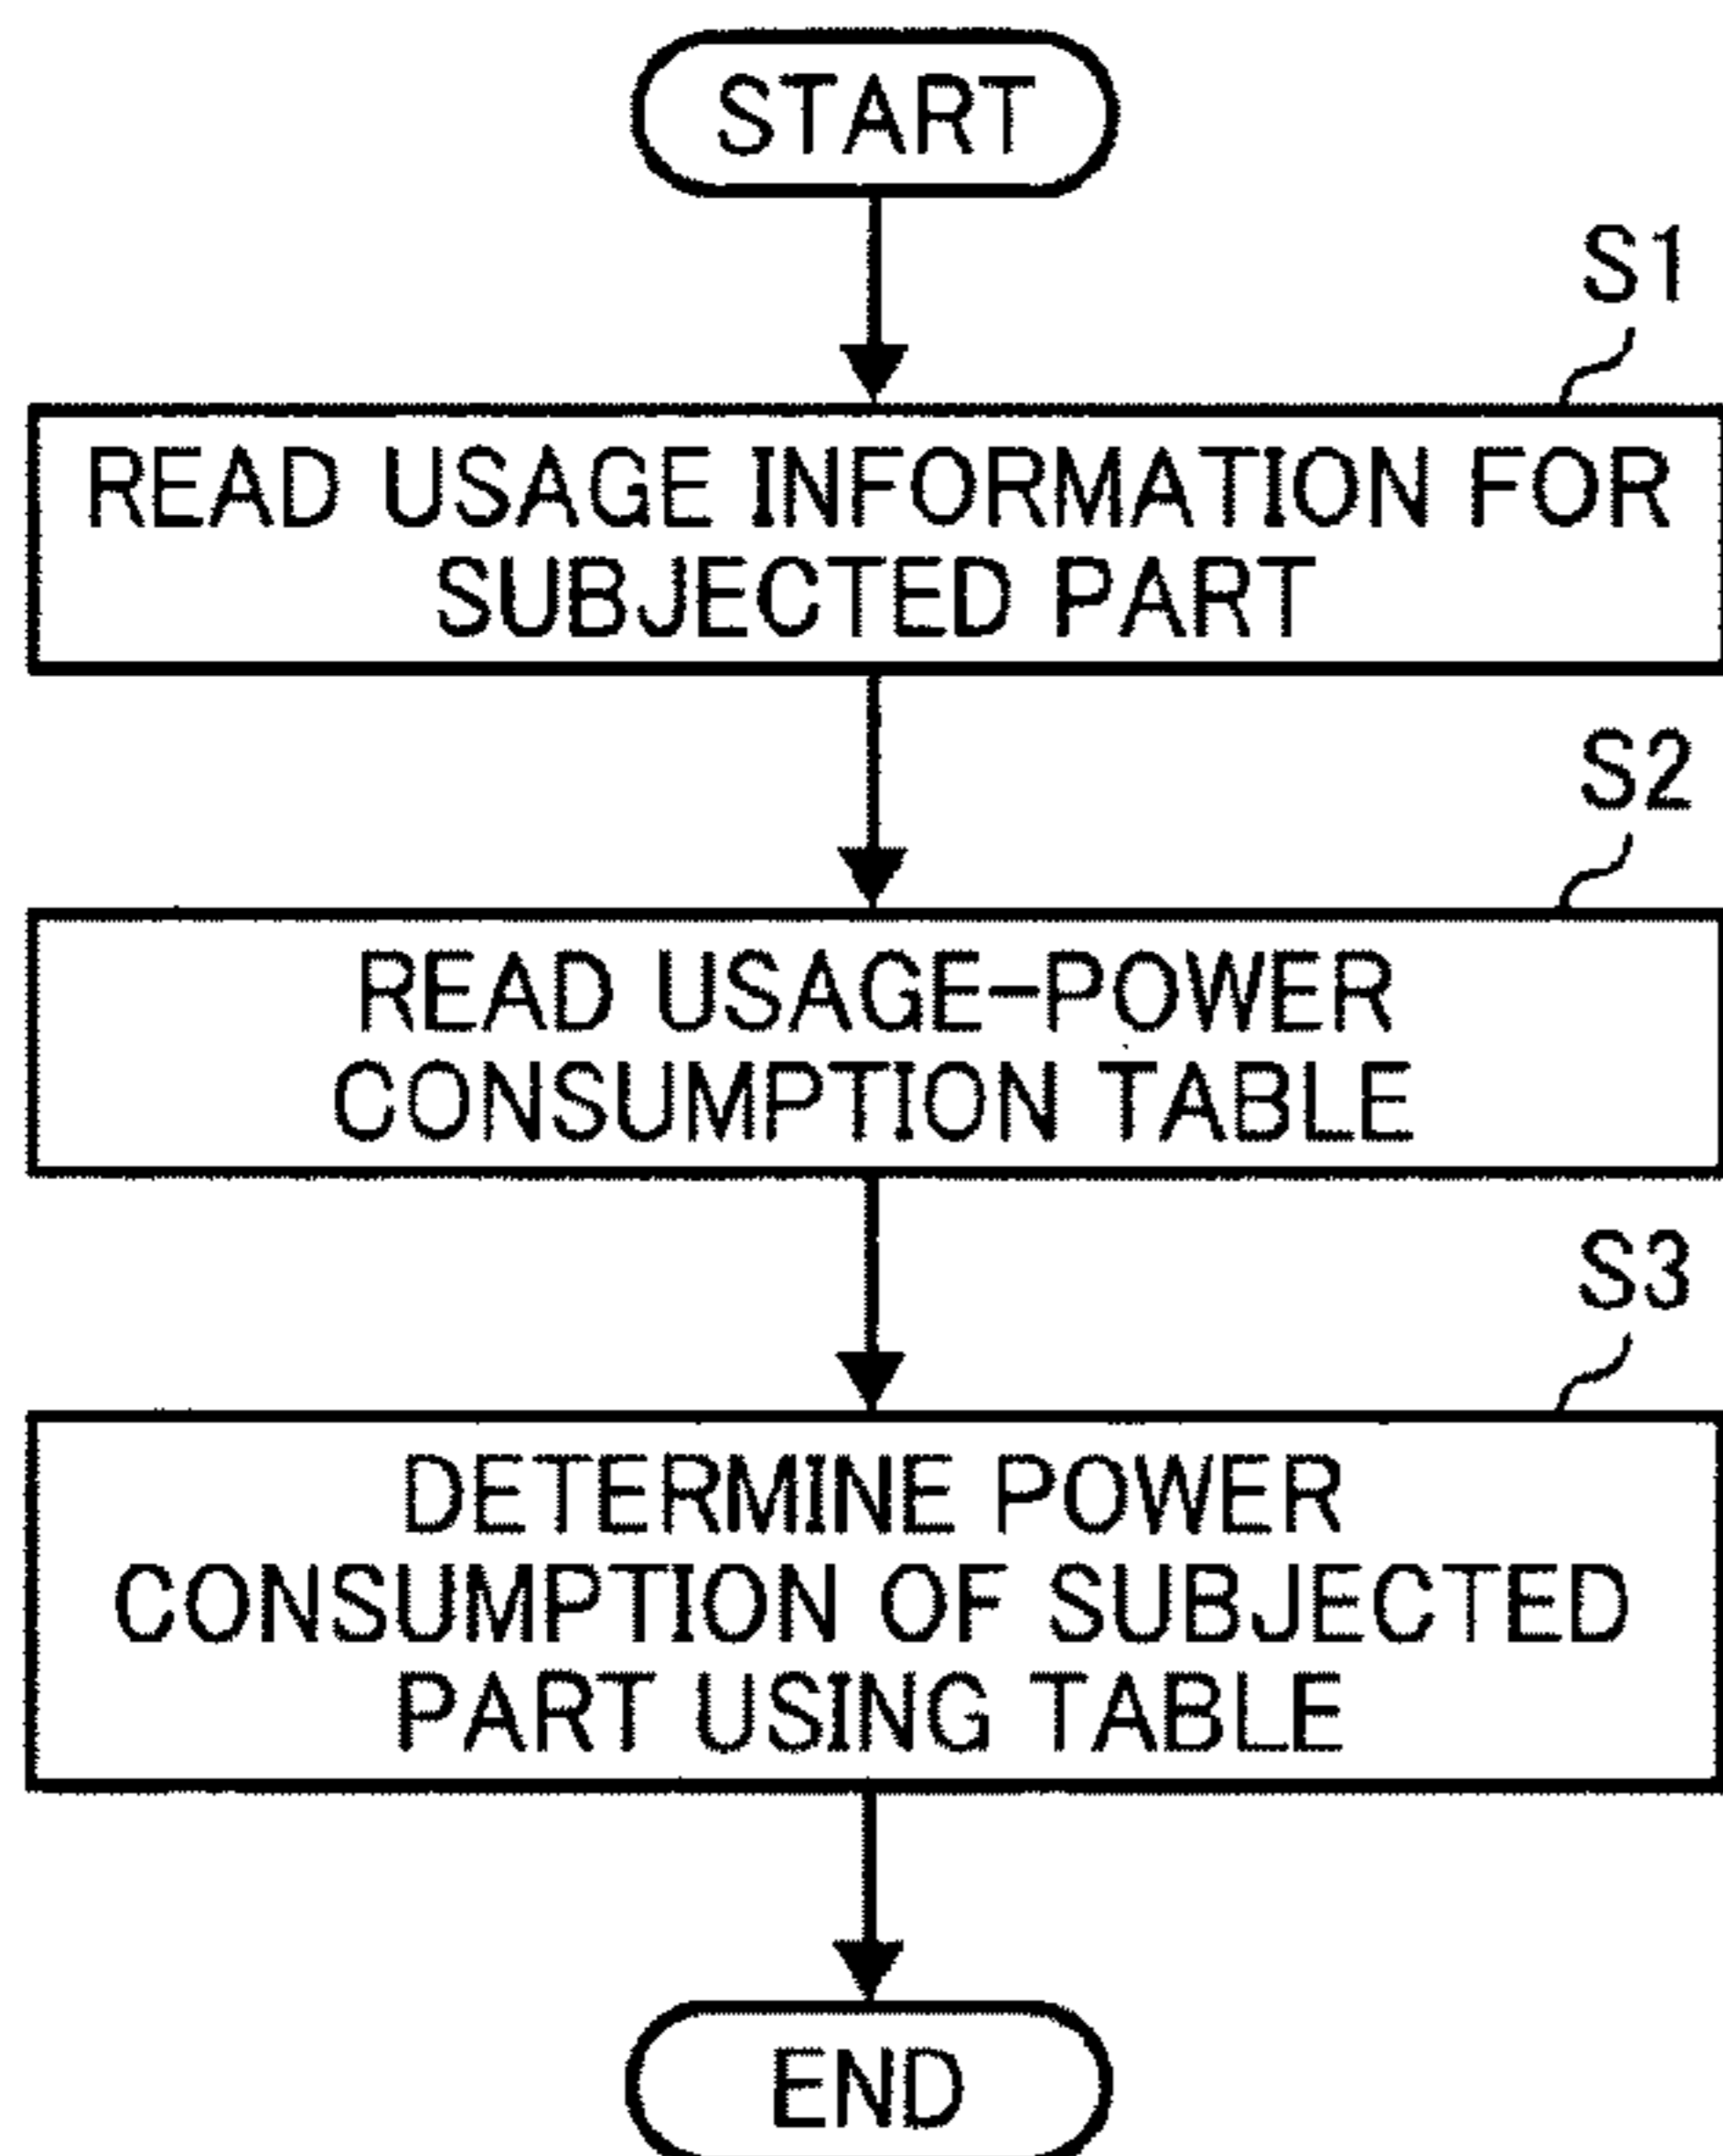 START
S1
READ USAGE INFORMATION FOR
SUBJECTED PART
S2
READ USAGE-POWER
CONSUMPTION TABLE
S3
DETERMINE POWER
CONSUMPTION OF SUBJECTED
PART USING TABLE
END